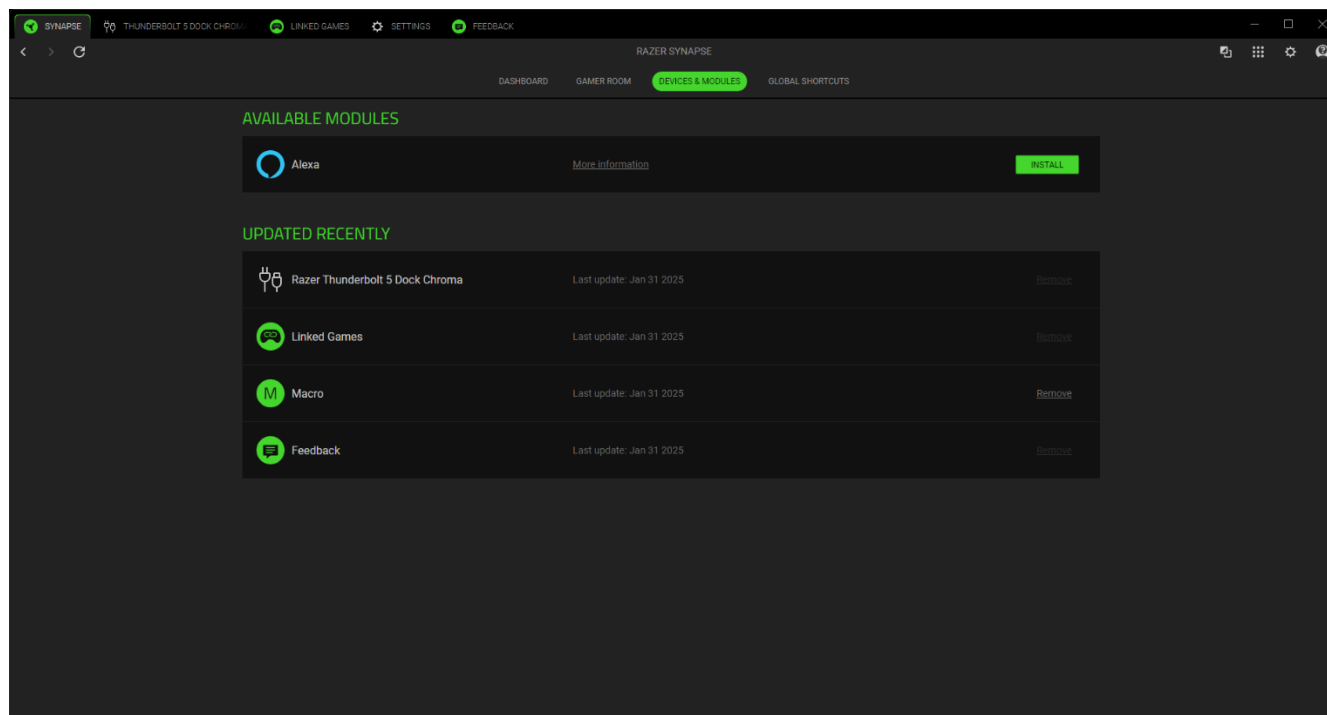 SYNAPSE THUNDERBOLT 5 DOCK CHROMA LINKED GAMES SETTINGS FEEDBACK
RAZER SYNAPSE
DASHBOARD GAMER ROOM DEVICES & MODULES GLOBAL SHORTCUTS
AVAILABLE MODULES
Alexa More information INSTALL
UPDATED RECENTLY
Razer Thunderbolt 5 Dock Chroma Last update: Jan 31 2025 Remove
Linked Games Last update: Jan 31 2025 Remove
M Macro Last update: Jan 31 2025 Remove
Feedback Last update: Jan 31 2025 Remove